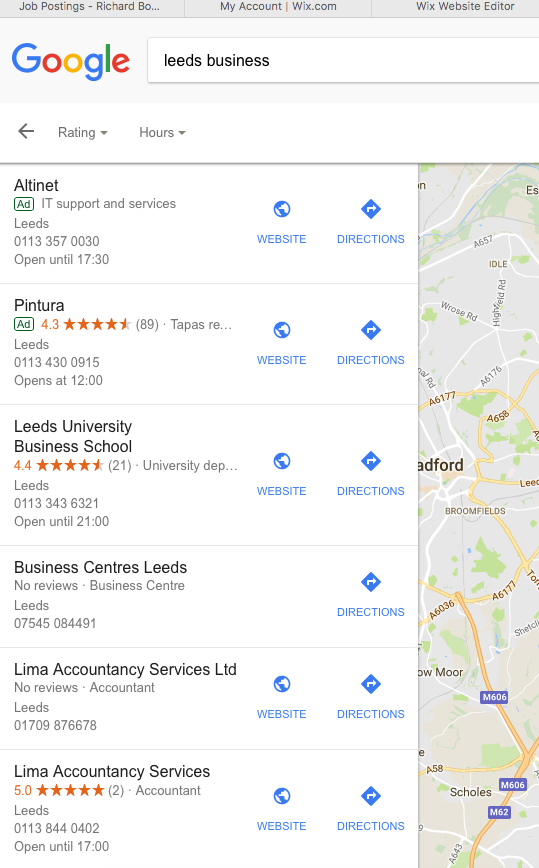 Job Postings - Richard Bo...
My Account | Wix.com
Wix Website Editor
Google
leeds business
Rating
Hours
Altinet
Ad IT support and services
Leeds
0113 357 0030
Open until 17:30
WEBSITE
DIRECTIONS
Pintura
Ad 4.3 (89) · Tapas re...
Leeds
0113 430 0915
Opens at 12:00
WEBSITE
DIRECTIONS
Leeds University
Business School
4.4 (21) · University dep...
Leeds
0113 343 6321
Open until 21:00
WEBSITE
DIRECTIONS
Business Centres Leeds
No reviews · Business Centre
Leeds
07545 084491
DIRECTIONS
Lima Accountancy Services Ltd
No reviews · Accountant
Leeds
01709 876678
WEBSITE
DIRECTIONS
Lima Accountancy Services
5.0 (2) · Accountant
Leeds
0113 844 0402
Open until 17:00
WEBSITE
DIRECTIONS
on
Es
A657
IDLE
Wrose Rd
Highfield Rd
A6176
A6177
A658
adford
Leed
BROOMFIELDS
A6177
A6036
ow Moor
M606
A58
M606
Scholes
M62
A643